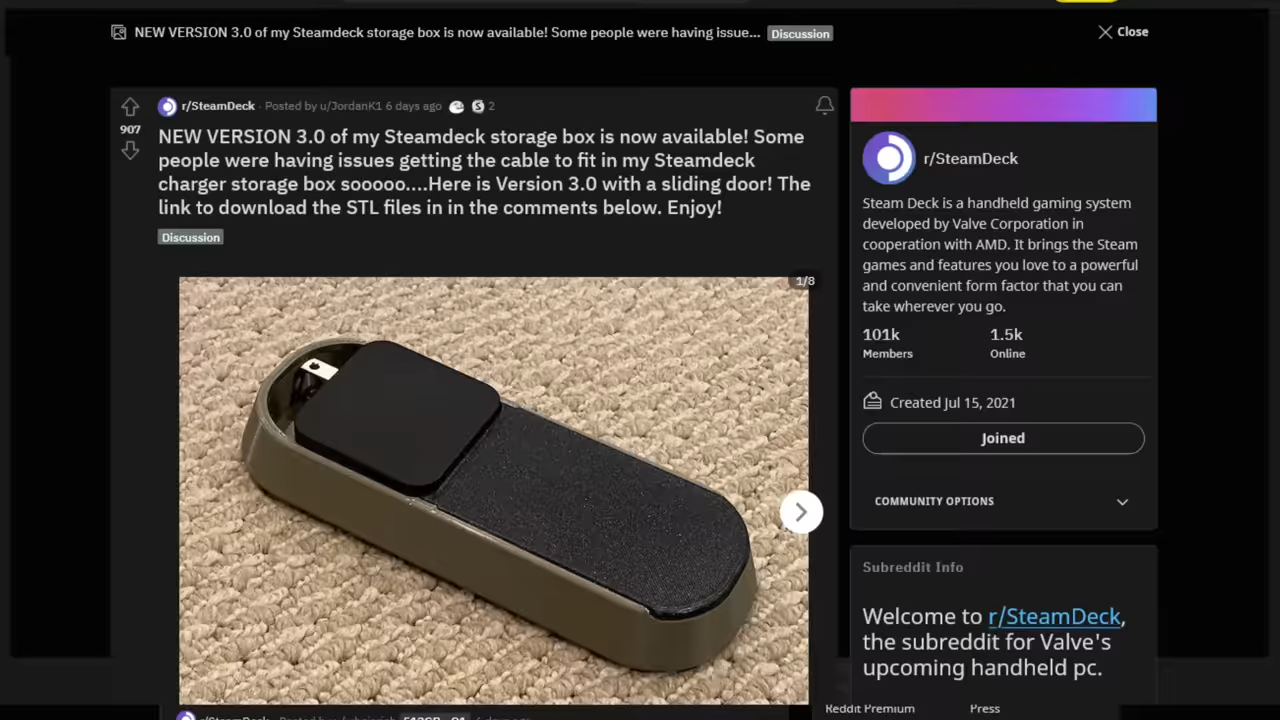 NEW VERSION 3.0 of my Steamdeck storage box is now available! Some people were having issue...
Discussion
Close
r/SteamDeck · Posted by u/JordanK1 6 days ago
2
907
NEW VERSION 3.0 of my Steamdeck storage box is now available! Some
people were having issues getting the cable to fit in my Steamdeck
charger storage box sooooo....Here is Version 3.0 with a sliding door! The
link to download the STL files in in the comments below. Enjoy!
Discussion
1/8
r/SteamDeck
Steam Deck is a handheld gaming system
developed by Valve Corporation in
cooperation with AMD. It brings the Steam
games and features you love to a powerful
and convenient form factor that you can
take wherever you go.
101k
Members
1.5k
Online
Created Jul 15, 2021
Joined
COMMUNITY OPTIONS
Subreddit Info
Welcome to r/SteamDeck,
the subreddit for Valve's
upcoming handheld pc.
Reddit Premium
Press